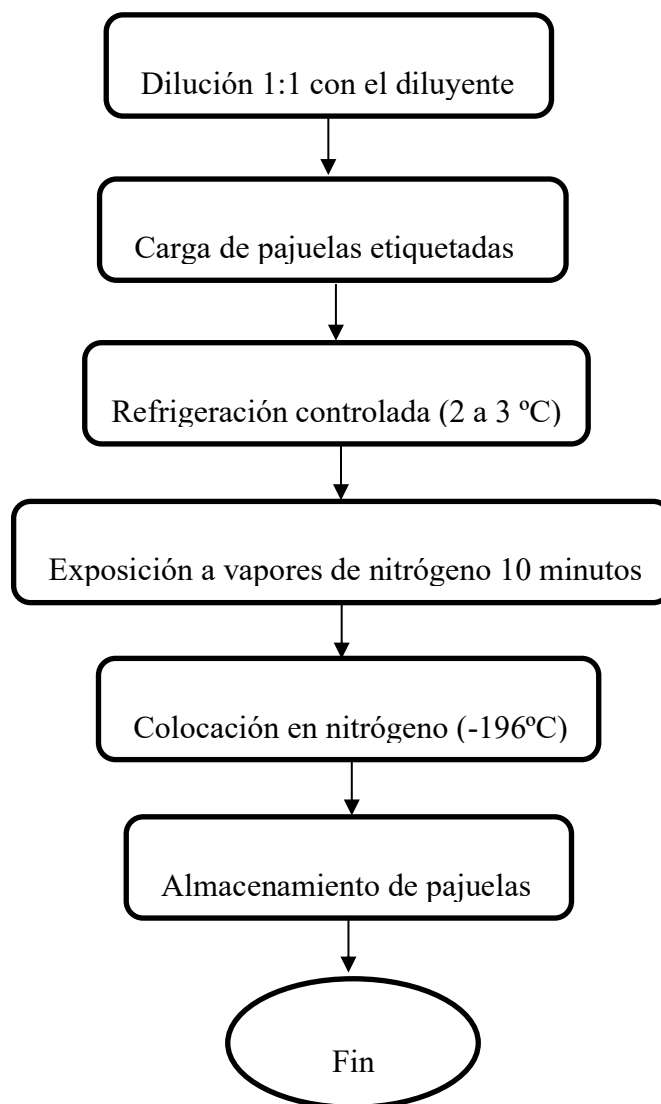 Dilución 1:1 con el diluyente
Carga de pajuelas etiquetadas
Refrigeración controlada (2 a 3 ºC)
Exposición a vapores de nitrógeno 10 minutos
Colocación en nitrógeno (-196ºC)
Almacenamiento de pajuelas
Fin